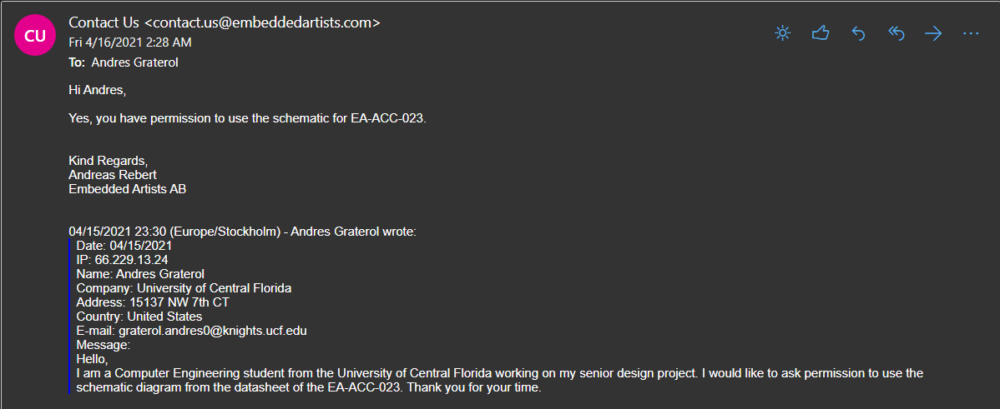 CU
Contact Us <contact.us@embeddedartists.com>
Fri 4/16/2021 2:28 AM
To: Andres Graterol
Hi Andres,
Yes, you have permission to use the schematic for EA-ACC-023.
Kind Regards,
Andreas Rebert
Embedded Artists AB
04/15/2021 23:30 (Europe/Stockholm) - Andres Graterol wrote:
Date: 04/15/2021
IP: 66.229.13.24
Name: Andres Graterol
Company: University of Central Florida
Address: 15137 NW 7th CT
Country: United States
E-mail: graterol.andres0@knights.ucf.edu
Message:
Hello,
I am a Computer Engineering student from the University of Central Florida working on my senior design project. I would like to ask permission to use the
schematic diagram from the datasheet of the EA-ACC-023. Thank you for your time.